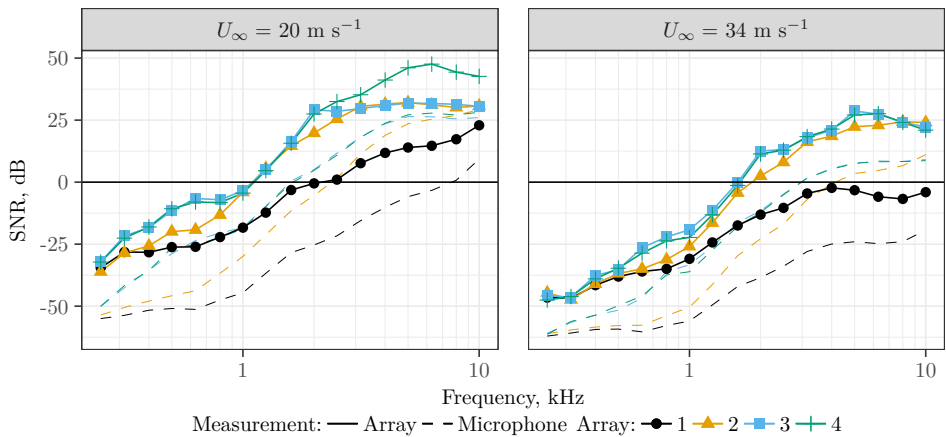 U∞ = 20 m s⁻¹ U∞ = 34 m s⁻¹
50
25
0
-25
-50
SNR, dB
1 10 1 10
Frequency, kHz
Measurement: Array Microphone Array: 1 2 3 4